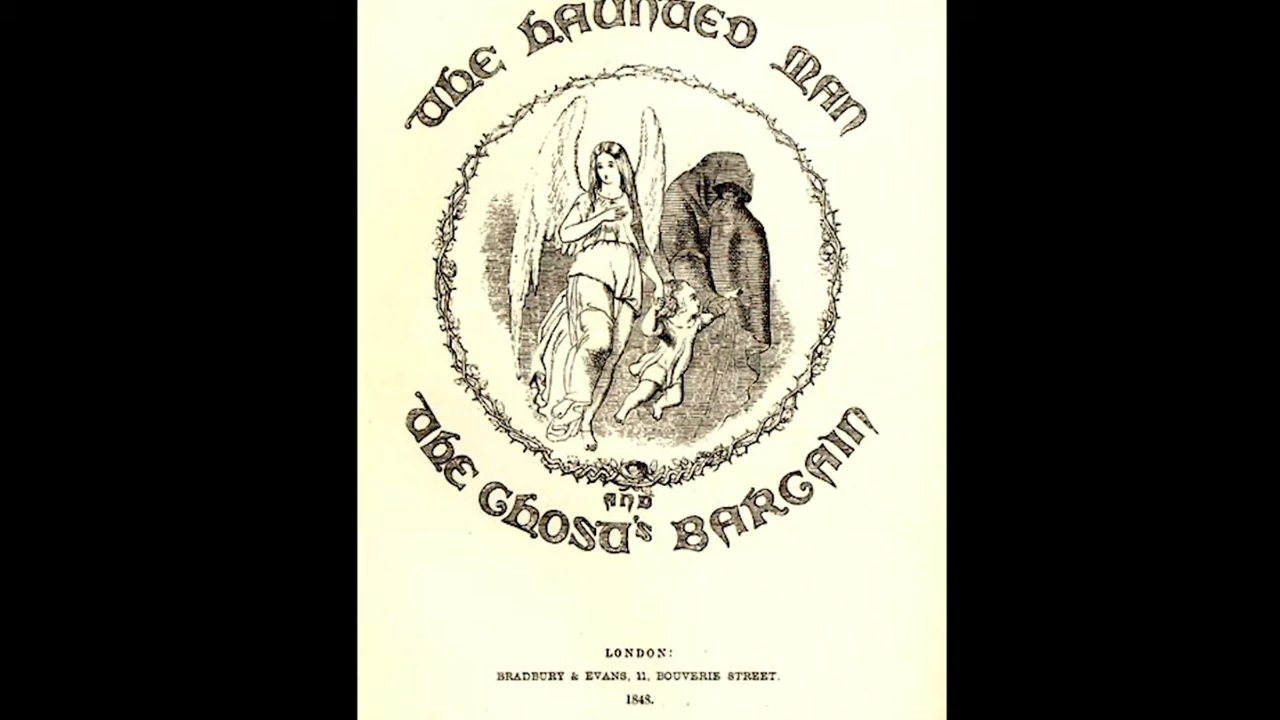 THE HAUNTED MAN
AND
THE GHOST'S BARGAIN
LONDON:
BRADBURY & EVANS, 11, BOUVERIE STREET.
1848.